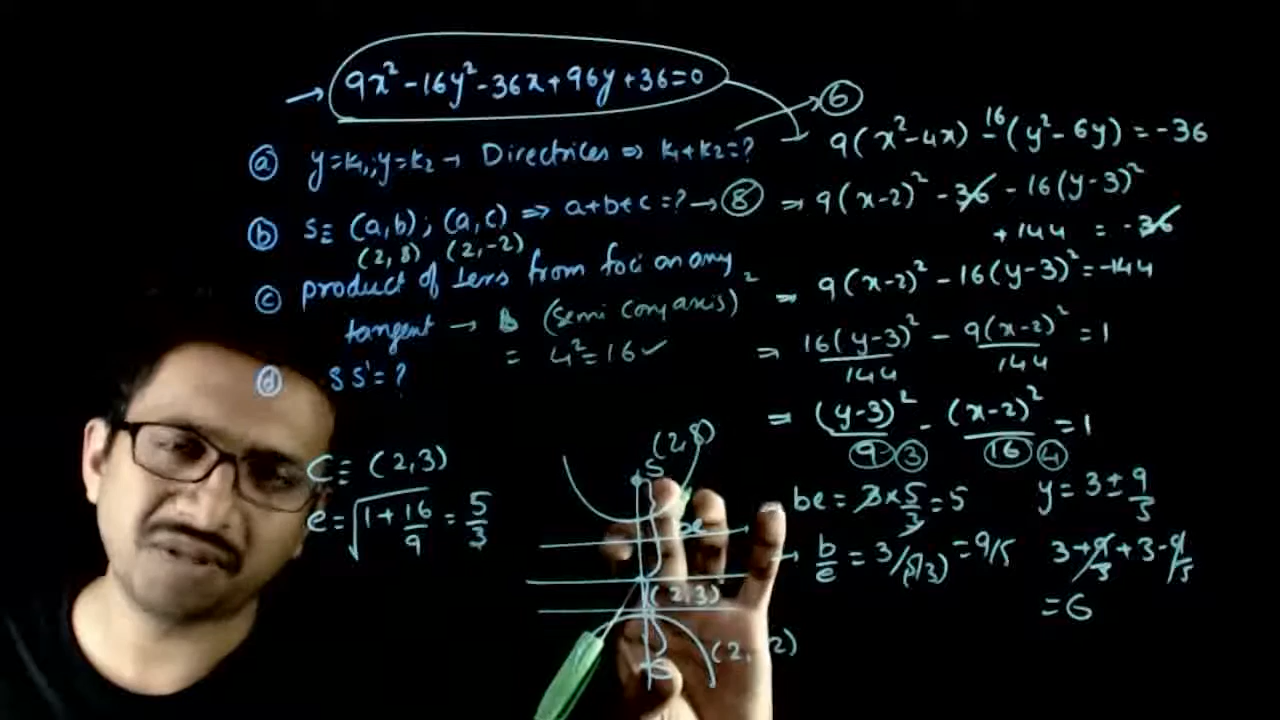 → 9x² - 16y² - 36x + 96y + 36 = 0
ⓐ y = k₁, ; y = k₂ → Directrices ⇒ k₁ + k₂ = ? → ⑥
ⓑ S ≡ (a, b) ; (a, c) ⇒ a + b + c = ? → ⑧
(2, 8) (2, -2)
ⓒ product of ⊥ers from foci on any
tangent → (semi conj axis)²
= 4² = 16 ✓
ⓓ SS' = ?
C ≡ (2, 3)
e = √(1 + 16/9) = 5/3
9(x² - 4x) - 16(y² - 6y) = -36
⇒ 9(x - 2)² - 36 - 16(y - 3)²
+ 144 = -36
⇒ 9(x - 2)² - 16(y - 3)² = -144
⇒ 16(y - 3)²/144 - 9(x - 2)²/144 = 1
= (y - 3)²/9 - (x - 2)²/16 = 1
③ ④
be = 3 × 5/3 = 5
→ b/e = 3/(5/3) = 9/5
y = 3 ± 9/5
3 + 9/5 + 3 - 9/5
= 6
(2, 8)
S
be
(2, 3)
(2, -2)
S